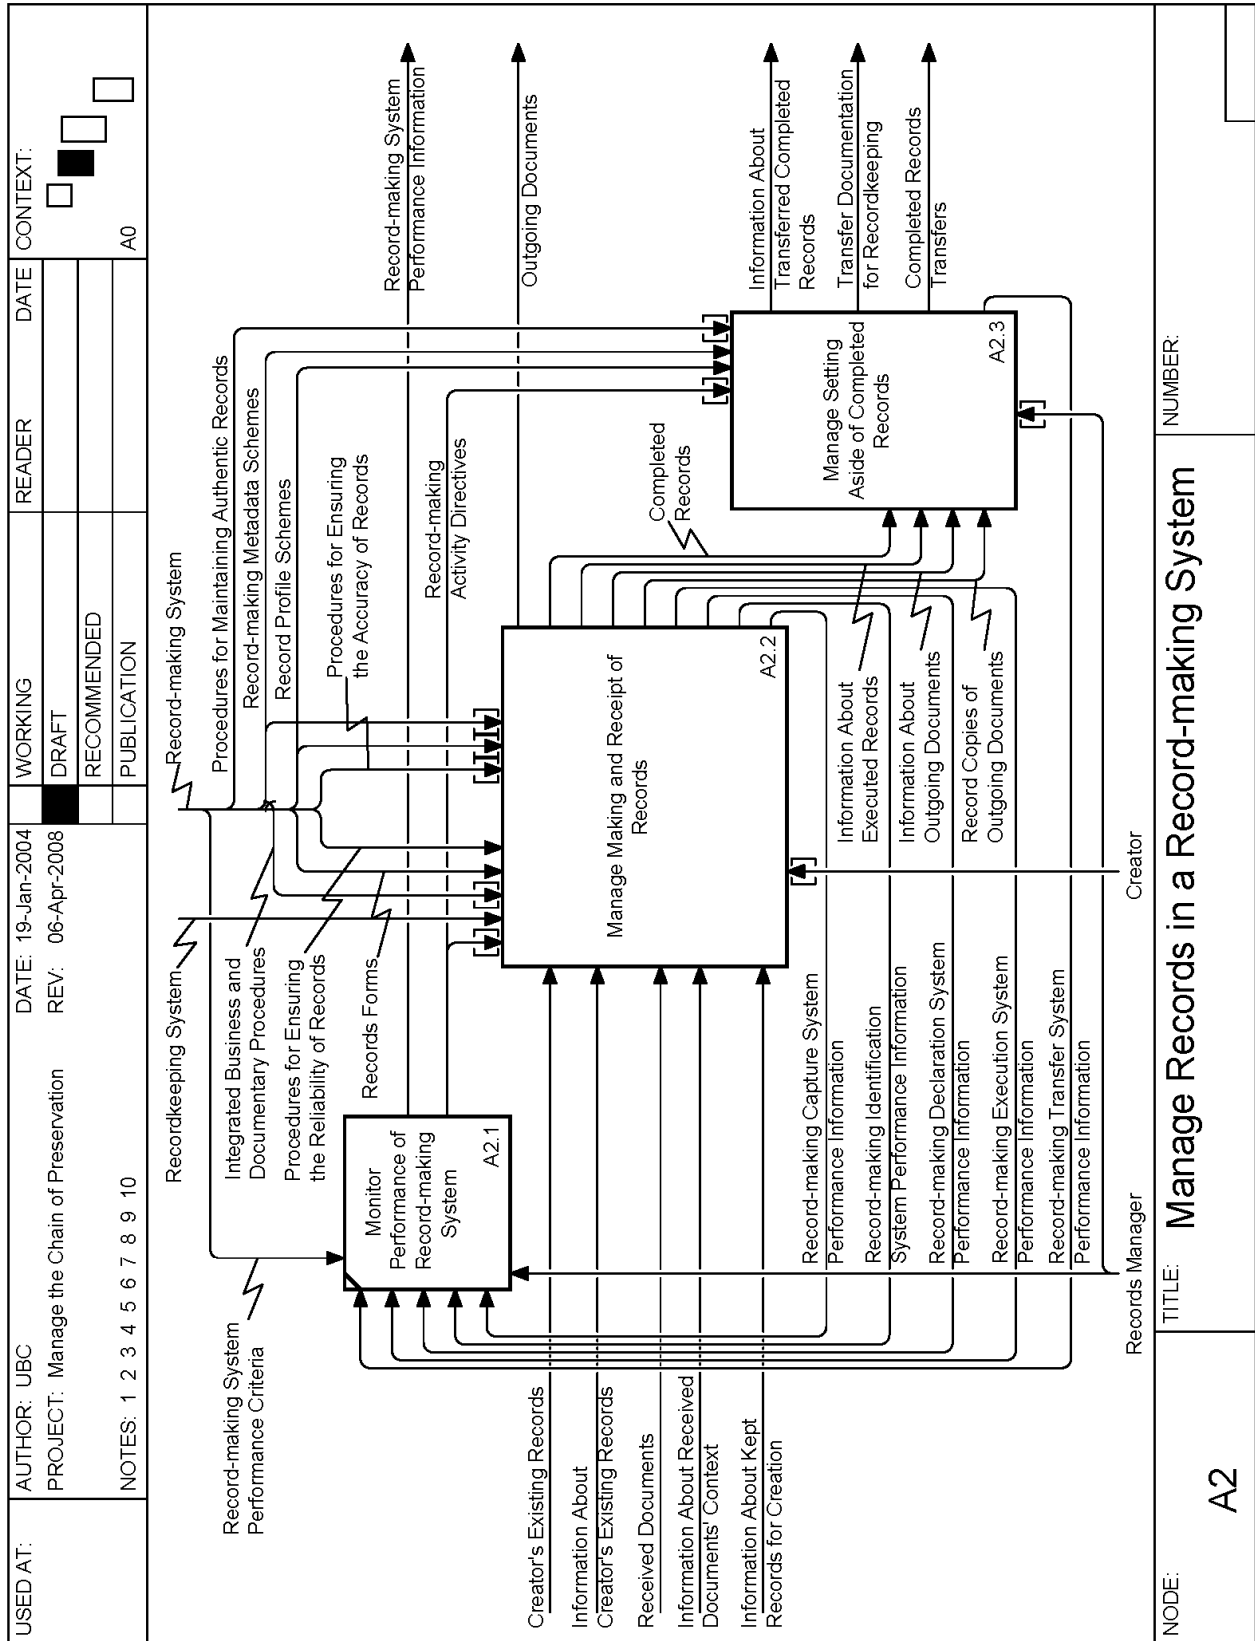 USED AT:
AUTHOR: UBC
PROJECT: Manage the Chain of Preservation
NOTES: 1 2 3 4 5 6 7 8 9 10
DATE: 19-Jan-2004
REV: 06-Apr-2008
WORKING
DRAFT
RECOMMENDED
PUBLICATION
READER
DATE
CONTEXT:
A0
Recordkeeping System
Record-making System
Record-making System
Performance Criteria
Integrated Business and
Documentary Procedures
Procedures for Ensuring
the Reliability of Records
Records Forms
Procedures for Maintaining Authentic Records
Record-making Metadata Schemes
Record Profile Schemes
Procedures for Ensuring
the Accuracy of Records
Record-making
Activity Directives
Record-making System
Performance Information
Outgoing Documents
Monitor
Performance of
Record-making
System
A2.1
Manage Making and Receipt of
Records
A2.2
Completed
Records
Manage Setting
Aside of Completed
Records
A2.3
Information About
Transferred Completed
Records
Transfer Documentation
for Recordkeeping
Completed Records
Transfers
Creator's Existing Records
Information About
Creator's Existing Records
Received Documents
Information About Received
Documents' Context
Information About Kept
Records for Creation
Record-making Capture System
Performance Information
Record-making Identification
System Performance Information
Record-making Declaration System
Performance Information
Record-making Execution System
Performance Information
Record-making Transfer System
Performance Information
Information About
Executed Records
Information About
Outgoing Documents
Record Copies of
Outgoing Documents
Records Manager
Creator
NODE:
A2
TITLE:
Manage Records in a Record-making System
NUMBER: